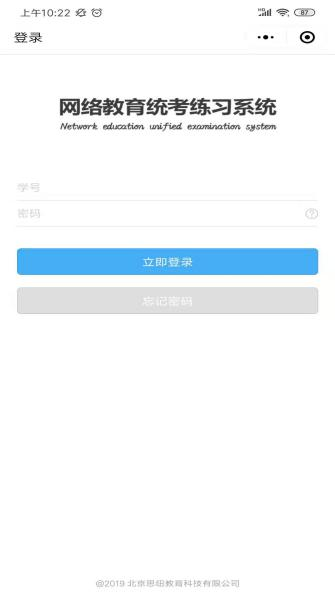 上午10:22
HD
87
登录
网络教育统考练习系统
Network education unified examination system
学号
密码
?
立即登录
忘记密码
@2019 北京思纽教育科技有限公司